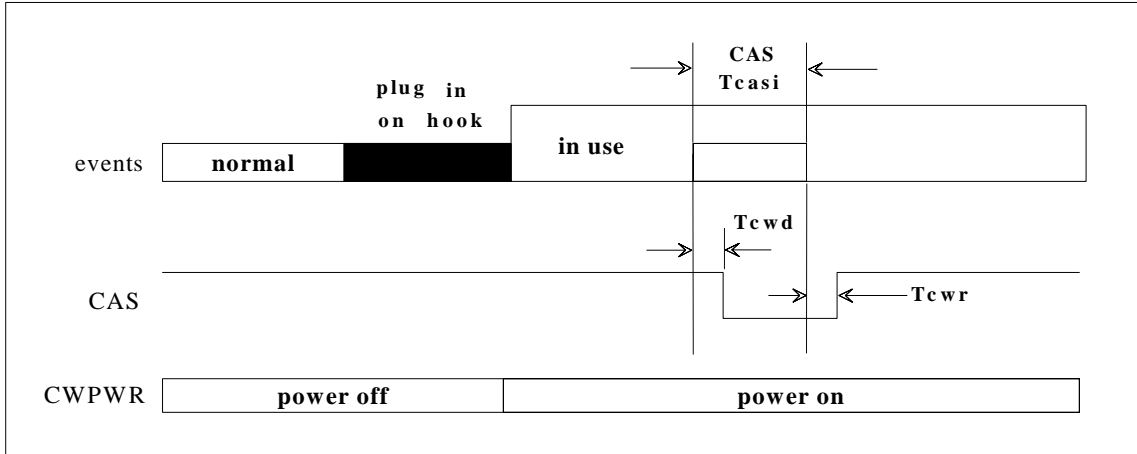 CAS
Tcasi
plug in
on hook
events
normal
in use
Tcwd
CAS
Tcwr
CWPWR
power off
power on